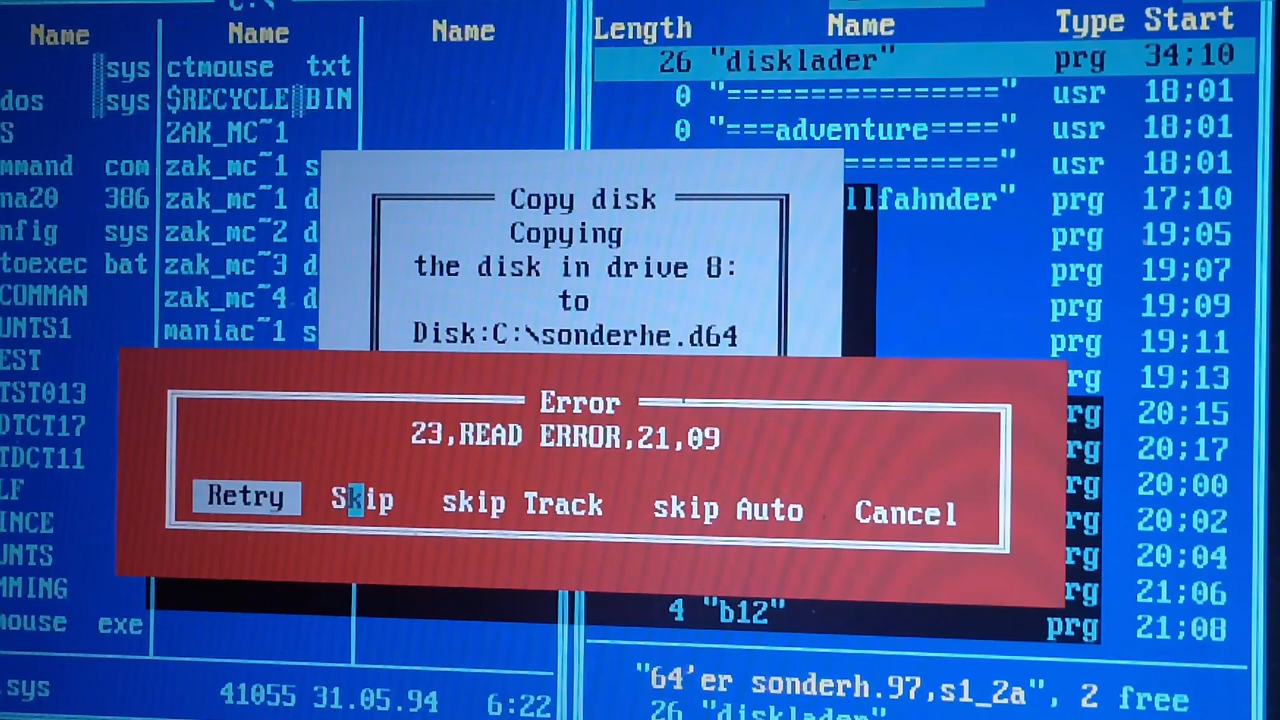 C:\
Name Name Name
sys ctmouse txt
dos sys $RECYCLE BIN
S ZAK_MC~1
mmand com zak_mc~1 s
na20 386 zak_mc~1 d
nfig sys zak_mc~2 d
toexec bat zak_mc~3 d
COMMAN zak_mc~4 d
UNTS1 maniac~1 s
EST
TST013
DTCT17
TDCT11
LF
INCE
UNTS
MMING
mouse exe
.sys 41055 31.05.94 6:22
Length Name Type Start
26 "disklader" prg 34;10
0 "================" usr 18;01
0 "===adventure====" usr 18;01
=========" usr 18;01
llfahnder" prg 17;10
prg 19;05
prg 19;07
prg 19;09
prg 19;11
rg 19;13
rg 20;15
rg 20;17
rg 20;00
rg 20;02
rg 20;04
rg 21;06
4 "b12" prg 21;08
"64'er sonderh.97,s1_2a", 2 free
26 "disklader"
Copy disk
Copying
the disk in drive 8:
to
Disk:C:\sonderhe.d64
Error
23,READ ERROR,21,09
Retry Skip skip Track skip Auto Cancel